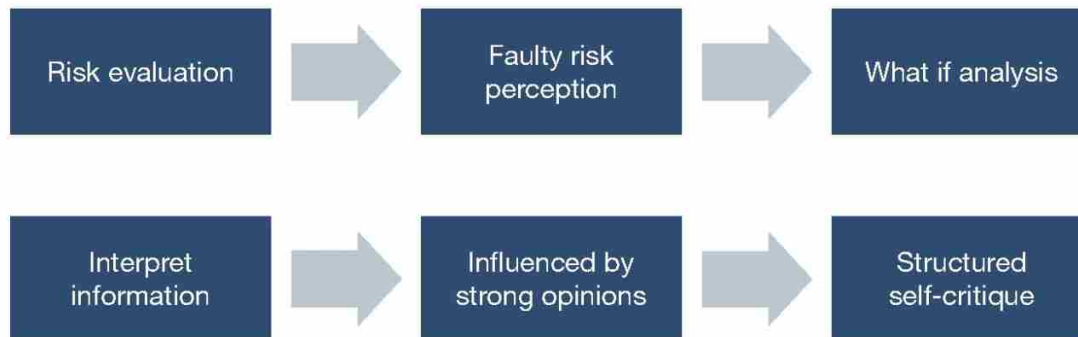 Risk evaluation
Faulty risk
perception
What if analysis
Interpret
information
Influenced by
strong opinions
Structured
self-critique